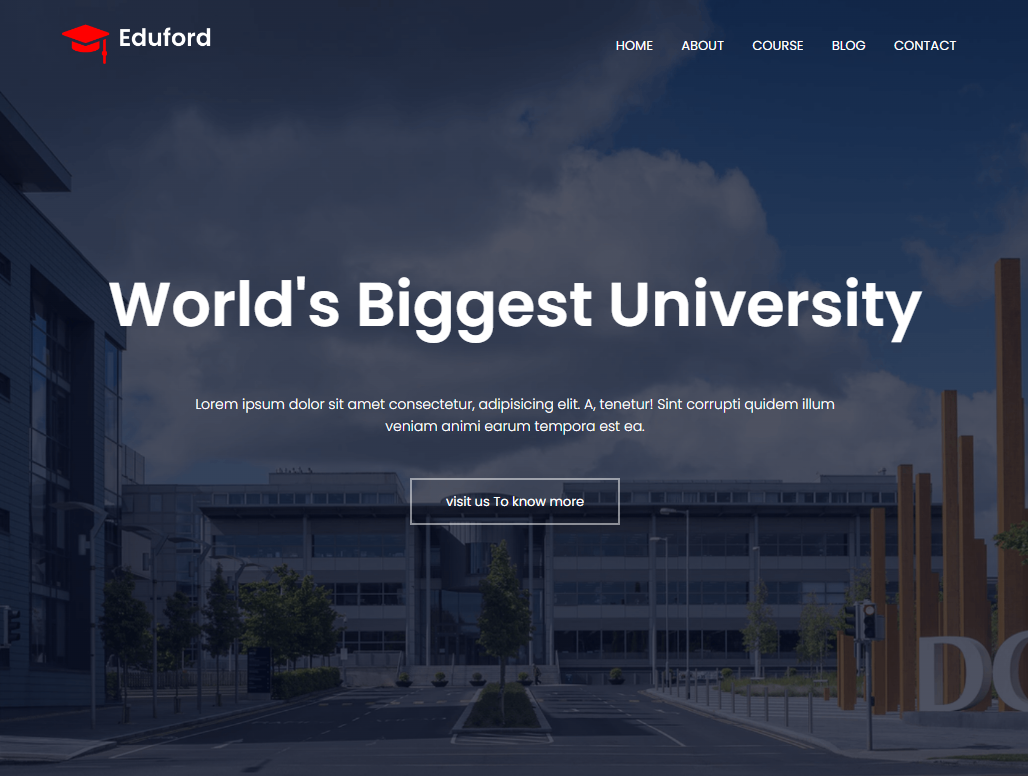 Eduford
HOME ABOUT COURSE BLOG CONTACT
World's Biggest University
Lorem ipsum dolor sit amet consectetur, adipisicing elit. A, tenetur! Sint corrupti quidem illum
veniam animi earum tempora est ea.
visit us To know more